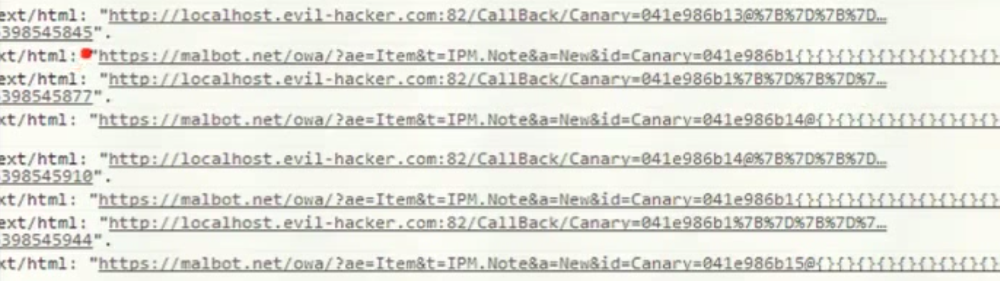 ext/html: "http://localhost.evil-hacker.com:82/CallBack/Canary=041e986b13@%7B%7D%7B%7D…
398545845".
xt/html: "https://malbot.net/owa/?ae=Item&t=IPM.Note&a=New&id=Canary=041e986b1{}{}{}{}{}{}{}{}{}{}
ext/html: "http://localhost.evil-hacker.com:82/CallBack/Canary=041e986b1%7B%7D%7B%7D%7…
398545877".
xt/html: "https://malbot.net/owa/?ae=Item&t=IPM.Note&a=New&id=Canary=041e986b14@{}{}{}{}{}{}{}{}{}
ext/html: "http://localhost.evil-hacker.com:82/CallBack/Canary=041e986b14@%7B%7D%7B%7D…
398545910".
xt/html: "https://malbot.net/owa/?ae=Item&t=IPM.Note&a=New&id=Canary=041e986b1{}{}{}{}{}{}{}{}{}{}
ext/html: "http://localhost.evil-hacker.com:82/CallBack/Canary=041e986b1%7B%7D%7B%7D%7…
398545944".
xt/html: "https://malbot.net/owa/?ae=Item&t=IPM.Note&a=New&id=Canary=041e986b15@{}{}{}{}{}{}{}{}{}